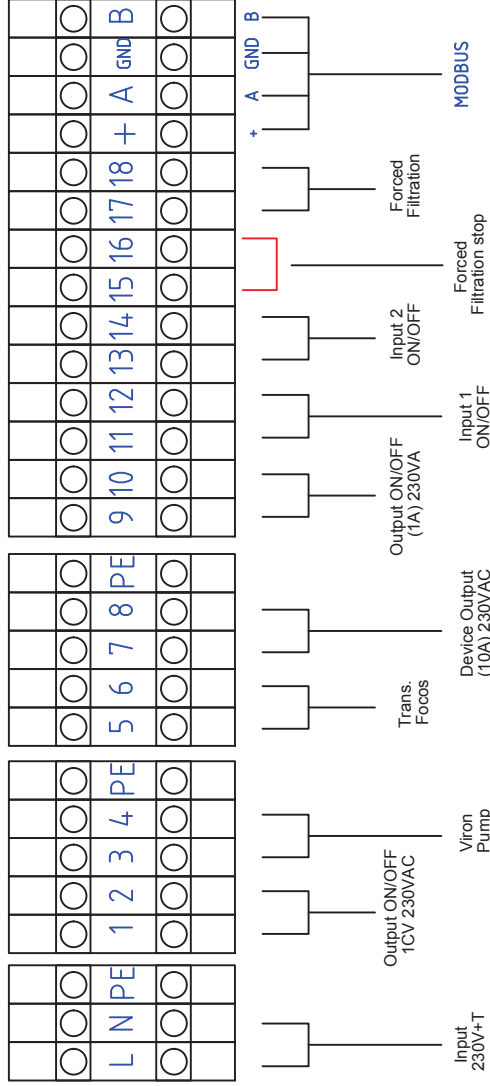 L N PE
1 2 3 4 PE
5 6 7 8 PE
9 10 11 12 13 14 15 16 17 18 + A GND B
+ A GND B
Input
230V+T
Output ON/OFF
1CV 230VAC
Viron
Pump
Trans.
Focos
Device Output
(10A) 230VAC
Output ON/OFF
(1A) 230VA
Input 1
ON/OFF
Input 2
ON/OFF
Forced
Filtration stop
Forced
Filtration
MODBUS